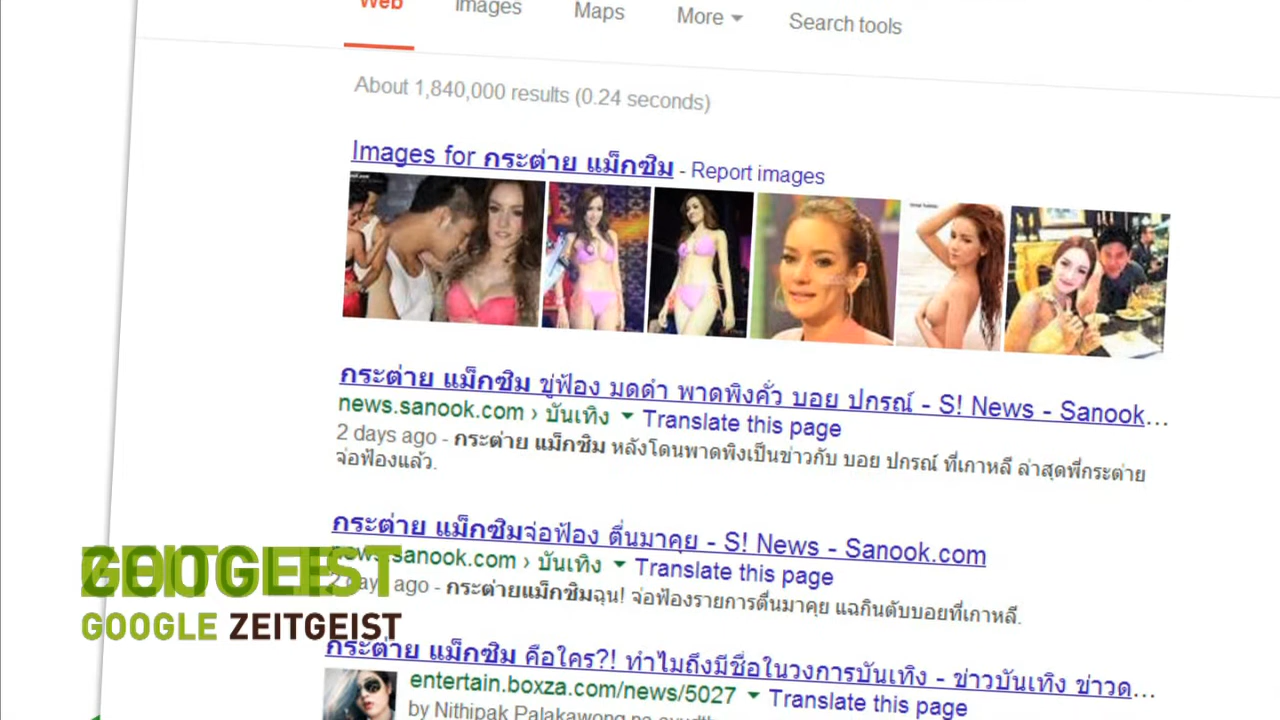 Web Images Maps More Search tools
About 1,840,000 results (0.24 seconds)
Images for กระต่าย แม็กซิม - Report images
กระต่าย แม็กซิม ขู่ฟ้อง มดดำ พาดพิงคั่ว บอย ปกรณ์ - S! News - Sanook...
news.sanook.com › บันเทิง Translate this page
2 days ago - กระต่าย แม็กซิม หลังโดนพาดพิงเป็นข่าวกับ บอย ปกรณ์ ที่เกาหลี ล่าสุดพี่กระต่าย
จ่อฟ้องแล้ว.
กระต่าย แม็กซิมจ่อฟ้อง ตื่นมาคุย - S! News - Sanook.com
news.sanook.com › บันเทิง Translate this page
2 days ago - กระต่ายแม็กซิมฉุน! จ่อฟ้องรายการตื่นมาคุย แฉกินตับบอยที่เกาหลี.
GOOGLE ZEITGEIST
กระต่าย แม็กซิม คือใคร?! ทำไมถึงมีชื่อในวงการบันเทิง - ข่าวบันเทิง ข่าวด...
entertain.boxza.com/news/5027 Translate this page
by Nithipak Palakawong na